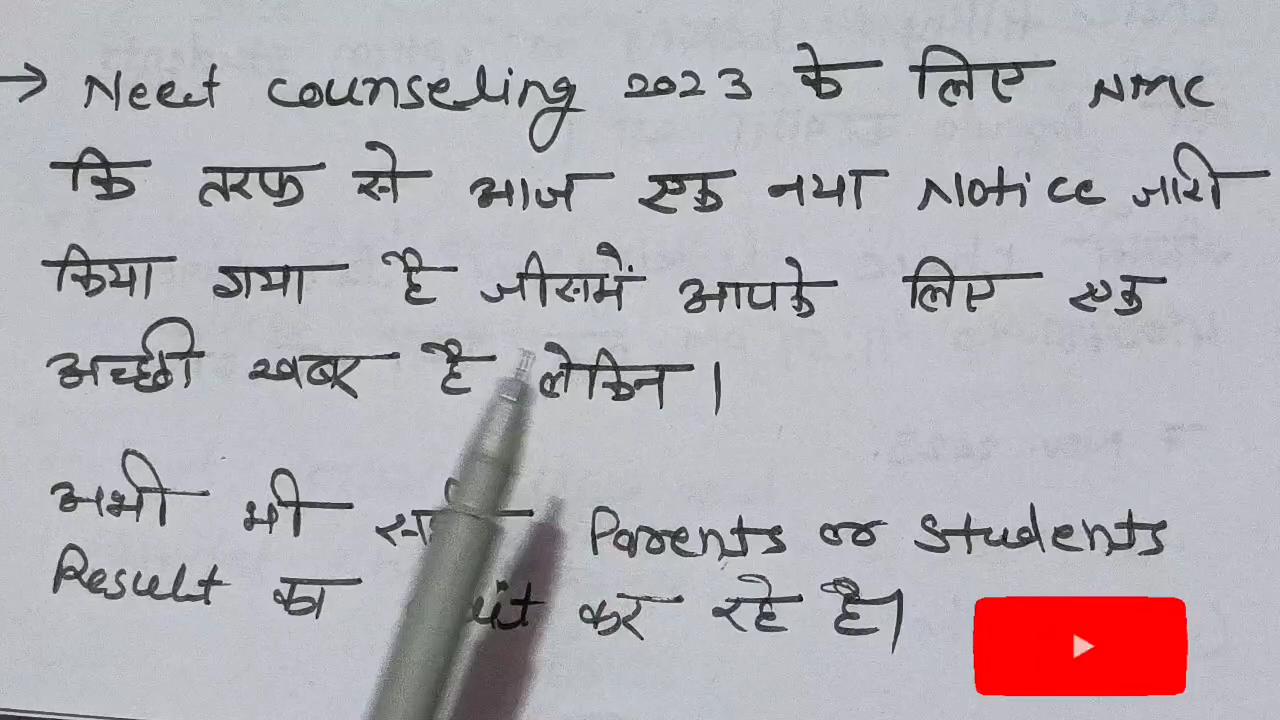 → Neet counseling 2023 के लिए NMC
कि तरफ से आज एक नया Notice जारी
किया गया है जीसमें आपके लिए एक
अच्छी खबर है लेकिन।
अभी भी Parents or students
Result का कर रहे है।